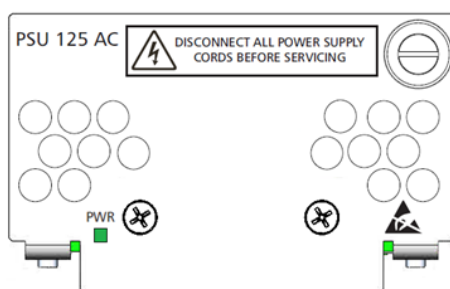 PSU 125 AC
DISCONNECT ALL POWER SUPPLY
CORDS BEFORE SERVICING
PWR